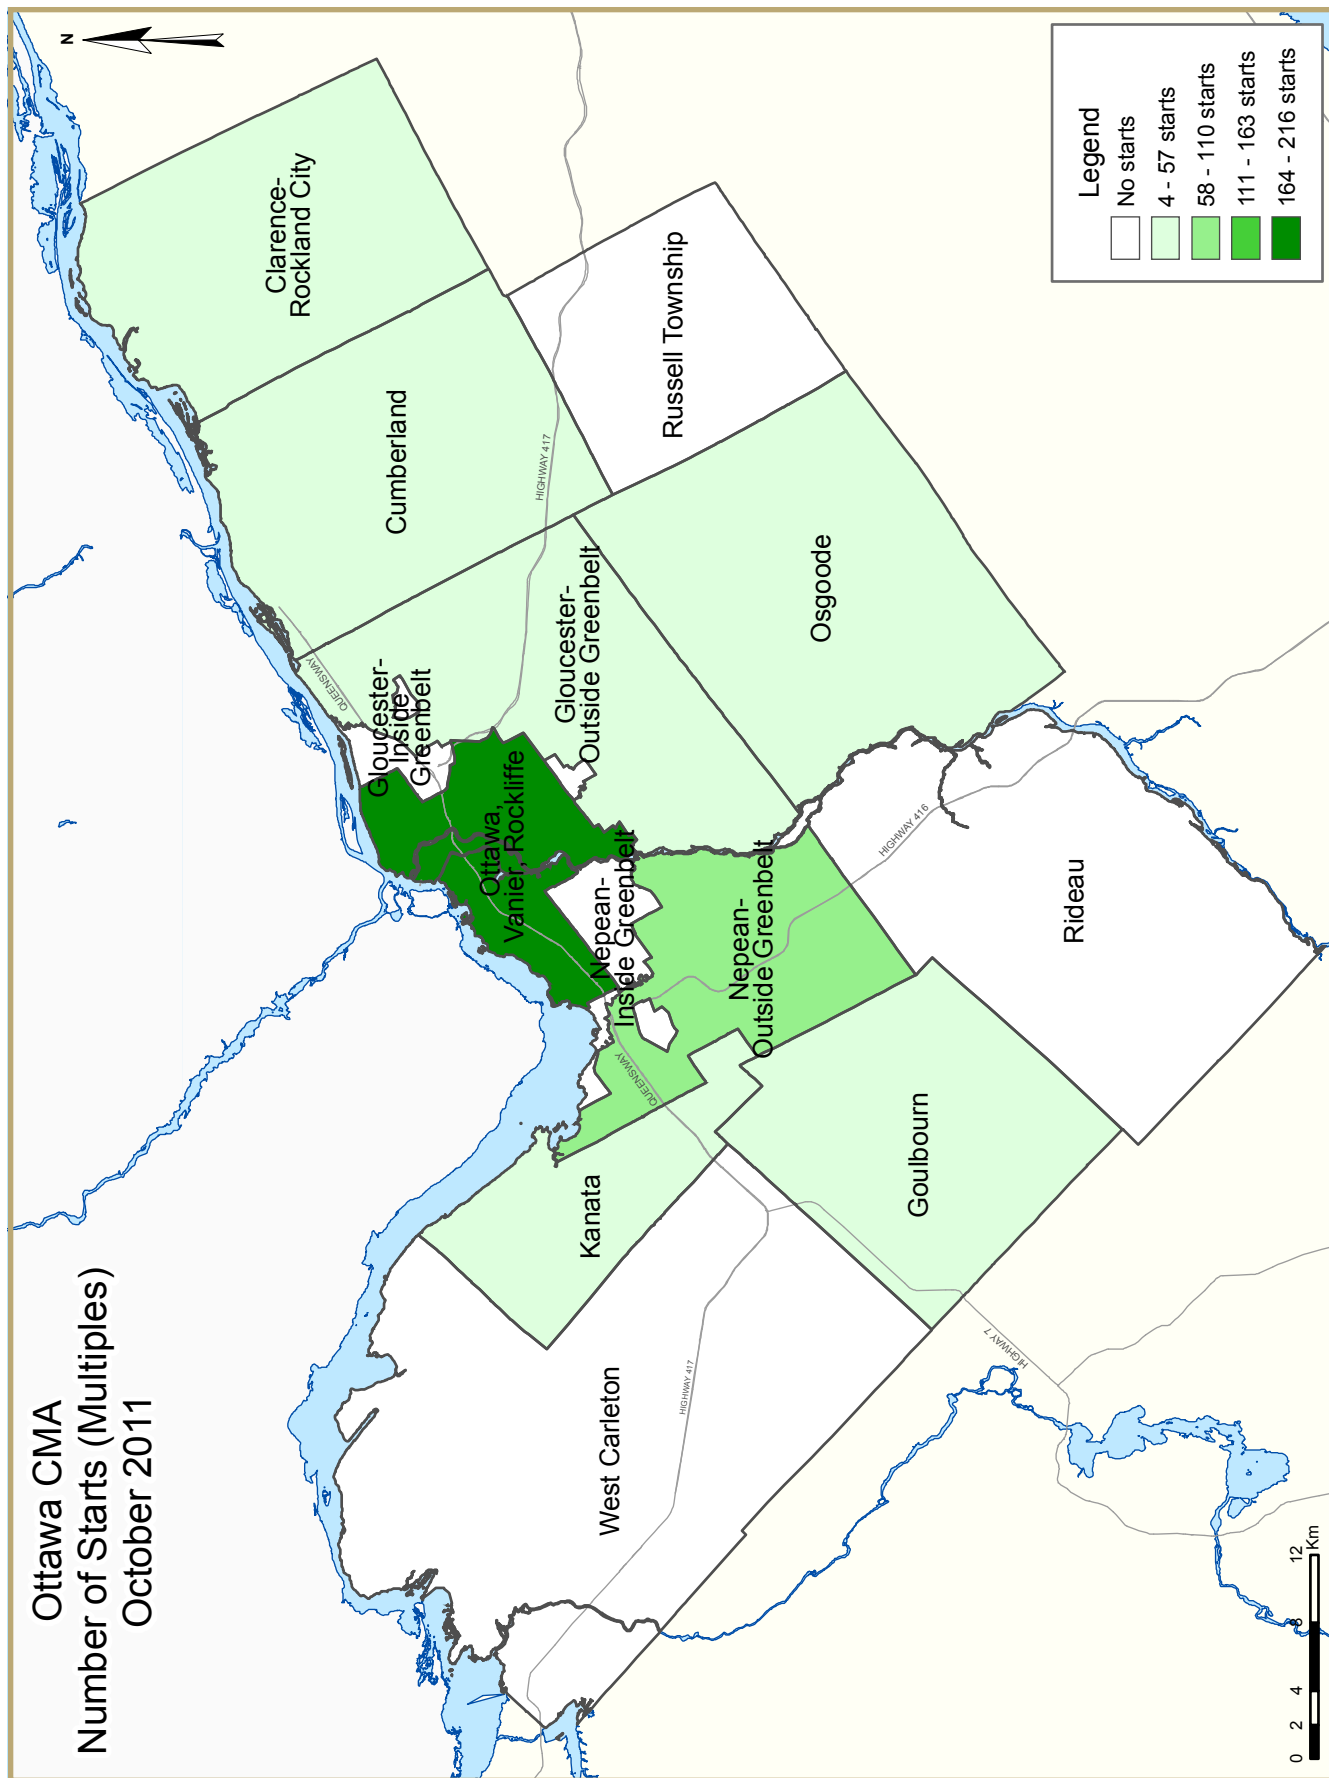 Ottawa CMA
Number of Starts (Multiples)
October 2011
N
Clarence-
Rockland City
Cumberland
Russell Township
HIGHWAY 417
QUEENSWAY
Gloucester-
Inside
Greenbelt
Gloucester-
Outside Greenbelt
Osgoode
Ottawa,
Vanier, Rockliffe
Nepean-
Inside Greenbelt
Nepean-
Outside Greenbelt
QUEENSWAY
HIGHWAY 416
Rideau
Kanata
Goulbourn
West Carleton
HIGHWAY 417
HIGHWAY 7
Legend
No starts
4 - 57 starts
58 - 110 starts
111 - 163 starts
164 - 216 starts
0 2 4 8 12
Km